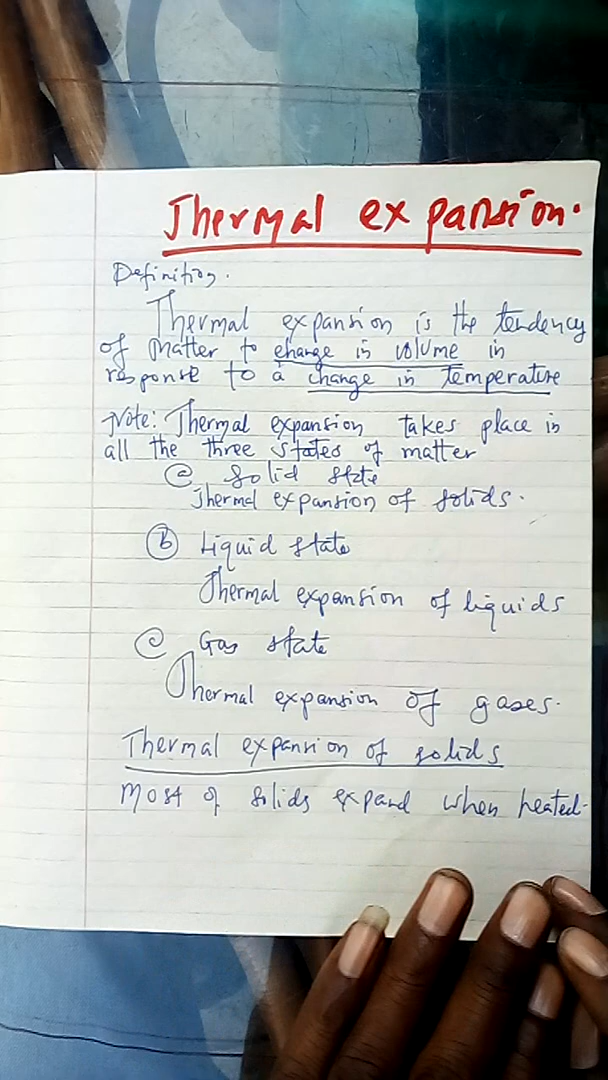 Thermal expansion.
Definition.
Thermal expansion is the tendency
of matter to change in volume in
response to a change in temperature
Note: Thermal expansion takes place in
all the three states of matter
(a) Solid state
Thermal expansion of solids.
(b) Liquid state
Thermal expansion of liquids
(c) Gas state
Thermal expansion of gases.
Thermal expansion of solids
Most of solids expand when heated.